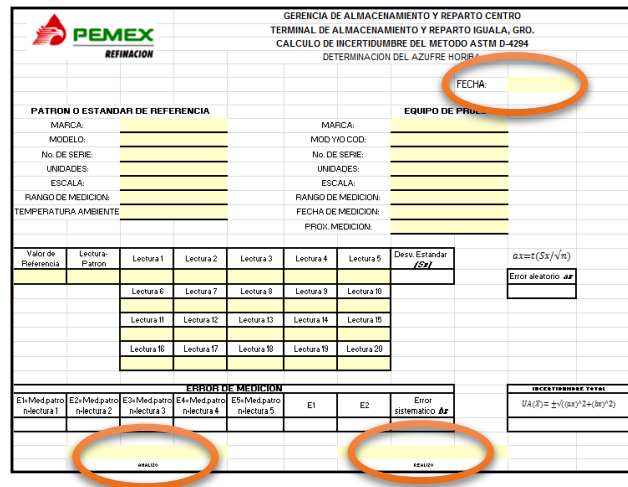 GERENCIA DE ALMACENAMIENTO Y REPARTO CENTRO
PEMEX
REFINACION
TERMINAL DE ALMACENAMIENTO Y REPARTO IGUALA, GRO.
CALCULO DE INCERTIDUMBRE DEL METODO ASTM D-4294
DETERMINACION DEL AZUFRE HORIBA
FECHA:
PATRON O ESTANDAR DE REFERENCIA
EQUIPO DE
MARCA: MARCA:
MODELO: MOD Y/O COD:
No. DE SERIE: No. DE SERIE:
UNIDADES: UNIDADES:
ESCALA: ESCALA:
RANGO DE MEDICION: RANGO DE MEDICION:
TEMPERATURA AMBIENTE FECHA DE MEDICION:
PROX. MEDICION:
Valor de Referencia Lectura-Patron Lectura 1 Lectura 2 Lectura 3 Lectura 4 Lectura 5 Desv. Estandar (Sx)
ax=t(Sx/√n)
Error aleatorio ax
Lectura 6 Lectura 7 Lectura 8 Lectura 9 Lectura 10
Lectura 11 Lectura 12 Lectura 13 Lectura 14 Lectura 15
Lectura 16 Lectura 17 Lectura 18 Lectura 19 Lectura 20
ERROR DE MEDICION
INCERTIDUMBRE TOTAL
E1=Med.patron-lectura 1 E2=Med.patron-lectura 2 E3=Med.patron-lectura 3 E4=Med.patron-lectura 4 E5=Med.patron-lectura 5 E1 E2 Error sistematico bx
UA(X)= ±√((ax)^2+(bx)^2)
ANALIZO
REALIZO